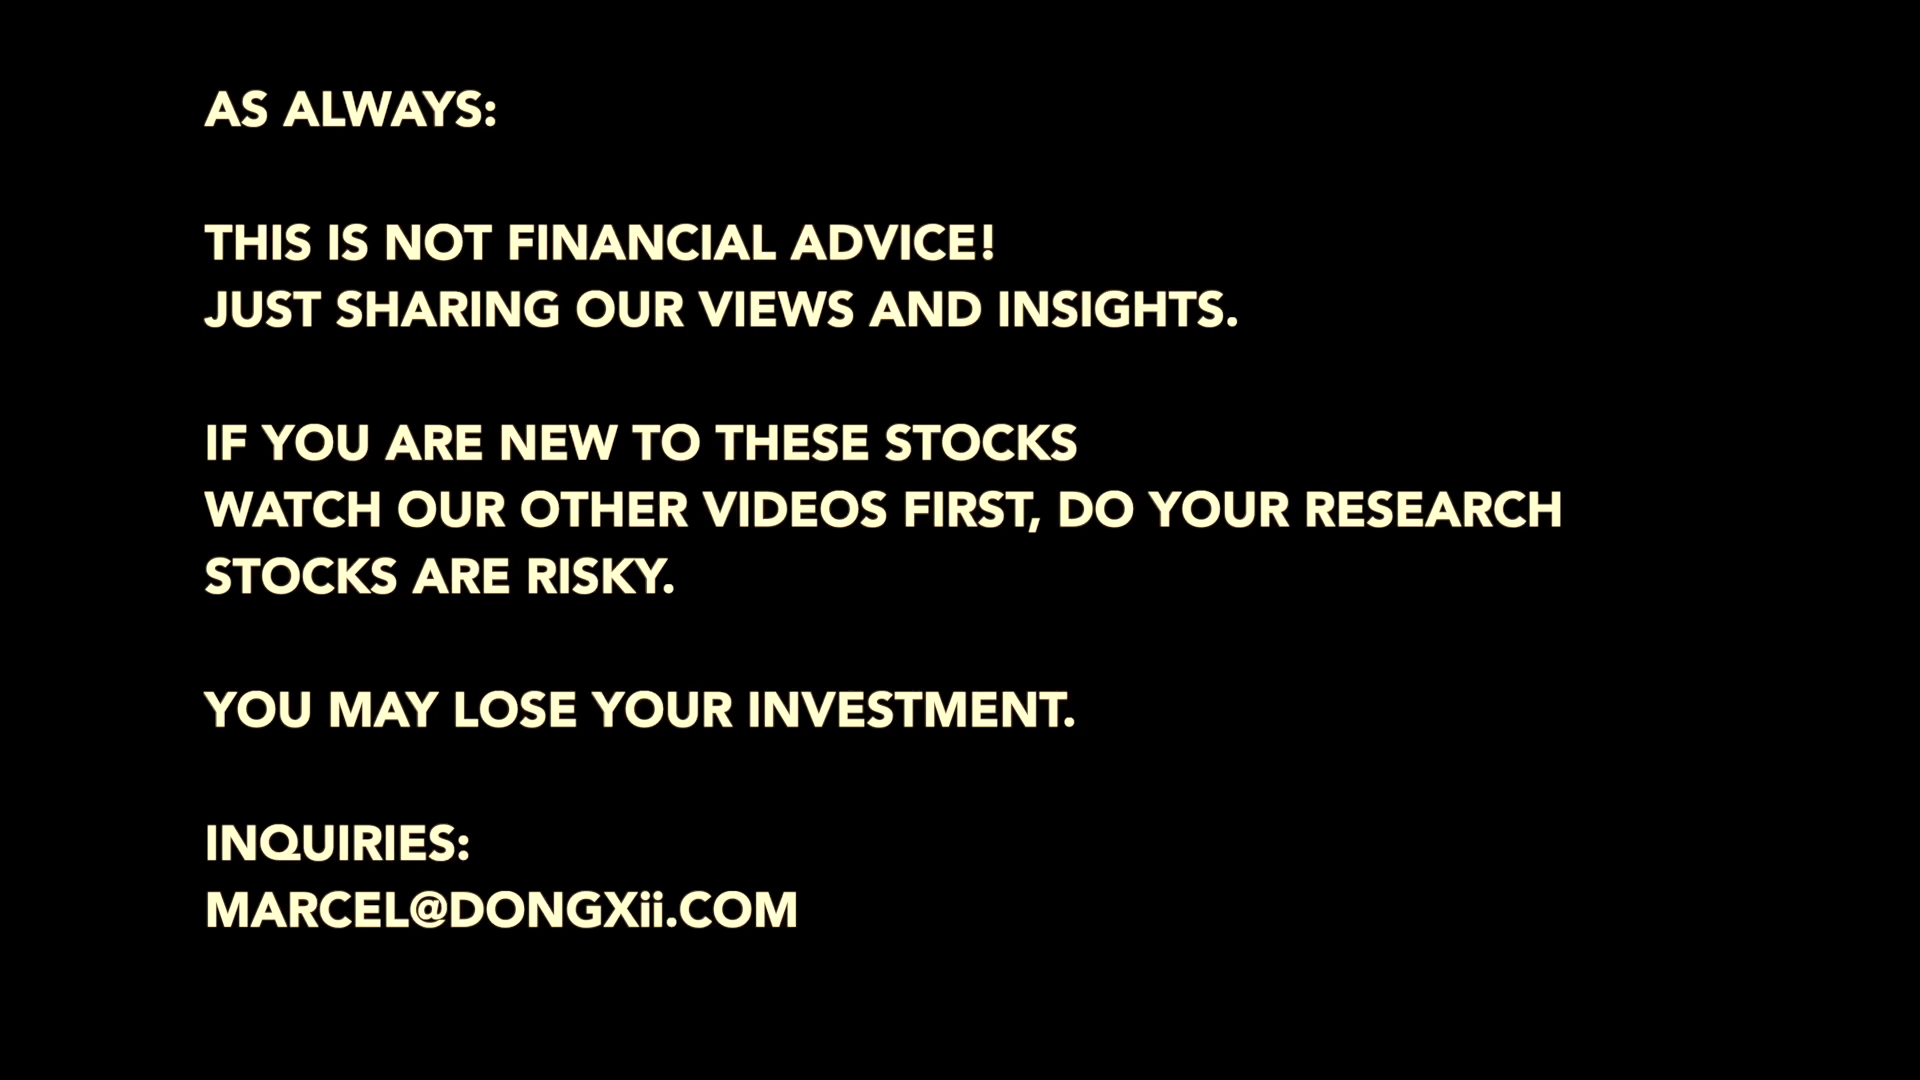 AS ALWAYS:
THIS IS NOT FINANCIAL ADVICE!
JUST SHARING OUR VIEWS AND INSIGHTS.
IF YOU ARE NEW TO THESE STOCKS
WATCH OUR OTHER VIDEOS FIRST, DO YOUR RESEARCH
STOCKS ARE RISKY.
YOU MAY LOSE YOUR INVESTMENT.
INQUIRIES:
MARCEL@DONGXii.COM